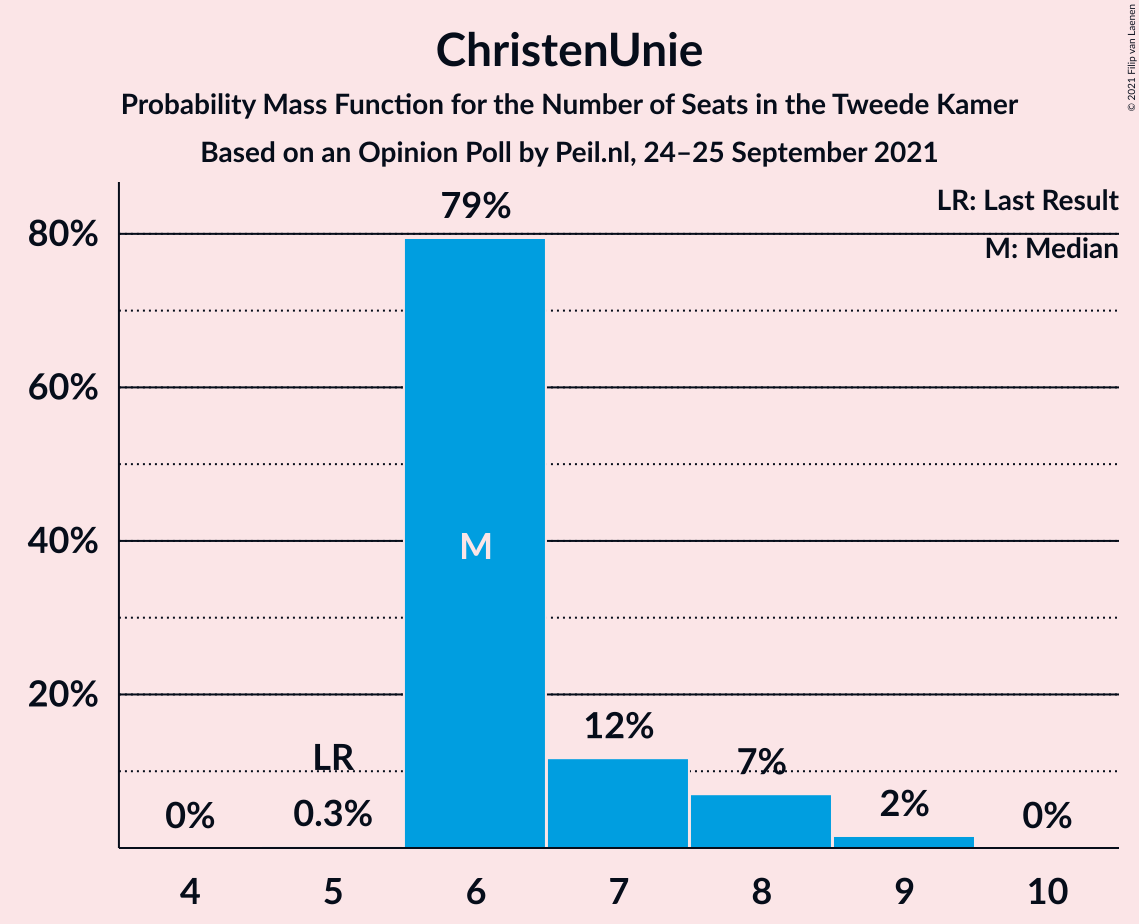 ChristenUnie
Probability Mass Function for the Number of Seats in the Tweede Kamer
Based on an Opinion Poll by Peil.nl, 24–25 September 2021
© 2021 Filip van Laenen
LR: Last Result
M: Median
80%
60%
40%
20%
79%
M
12%
LR
7%
0%
0.3%
2%
0%
4 5 6 7 8 9 10